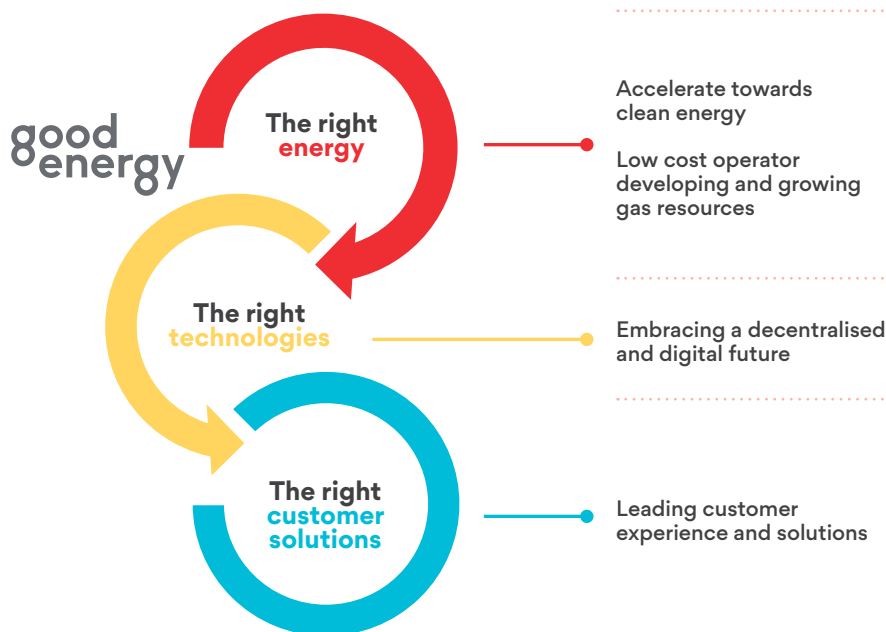 good
energy
The right
energy
Accelerate towards
clean energy
Low cost operator
developing and growing
gas resources
The right
technologies
Embracing a decentralised
and digital future
The right
customer
solutions
Leading customer
experience and solutions